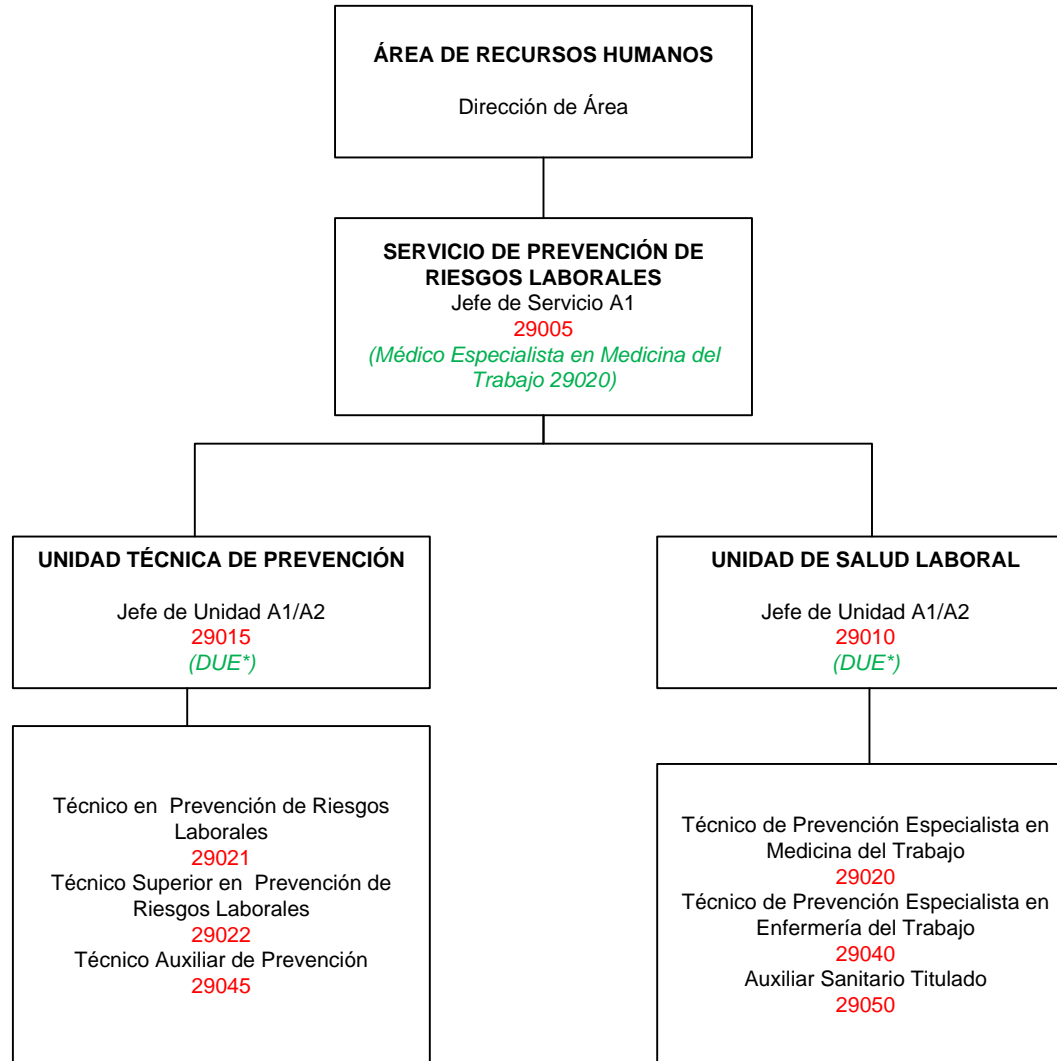 ÁREA DE RECURSOS HUMANOS
Dirección de Área
SERVICIO DE PREVENCIÓN DE
RIESGOS LABORALES
Jefe de Servicio A1
29005
(Médico Especialista en Medicina del
Trabajo 29020)
UNIDAD TÉCNICA DE PREVENCIÓN
Jefe de Unidad A1/A2
29015
(DUE*)
Técnico en Prevención de Riesgos
Laborales
29021
Técnico Superior en Prevención de
Riesgos Laborales
29022
Técnico Auxiliar de Prevención
29045
UNIDAD DE SALUD LABORAL
Jefe de Unidad A1/A2
29010
(DUE*)
Técnico de Prevención Especialista en
Medicina del Trabajo
29020
Técnico de Prevención Especialista en
Enfermería del Trabajo
29040
Auxiliar Sanitario Titulado
29050